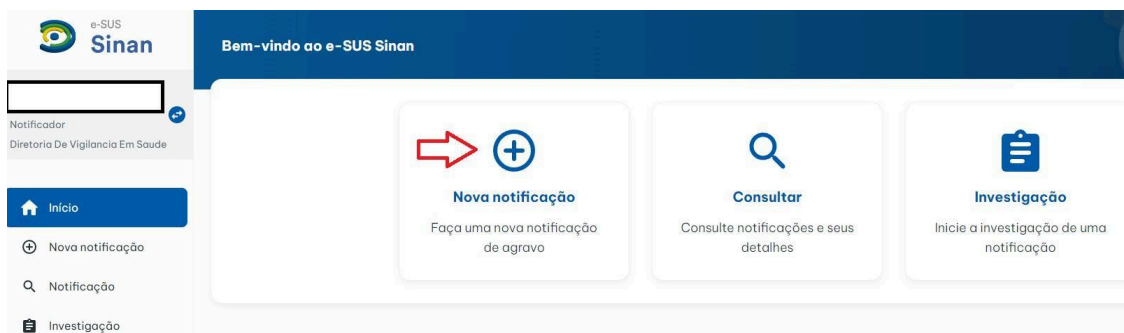 e-SUS
Sinan
Bem-vindo ao e-SUS Sinan
Notificador
Diretoria De Vigilancia Em Saude
Início
Nova notificação
Notificação
Investigação
Nova notificação
Faça uma nova notificação
de agravo
Consultar
Consulte notificações e seus
detalhes
Investigação
Inicie a investigação de uma
notificação